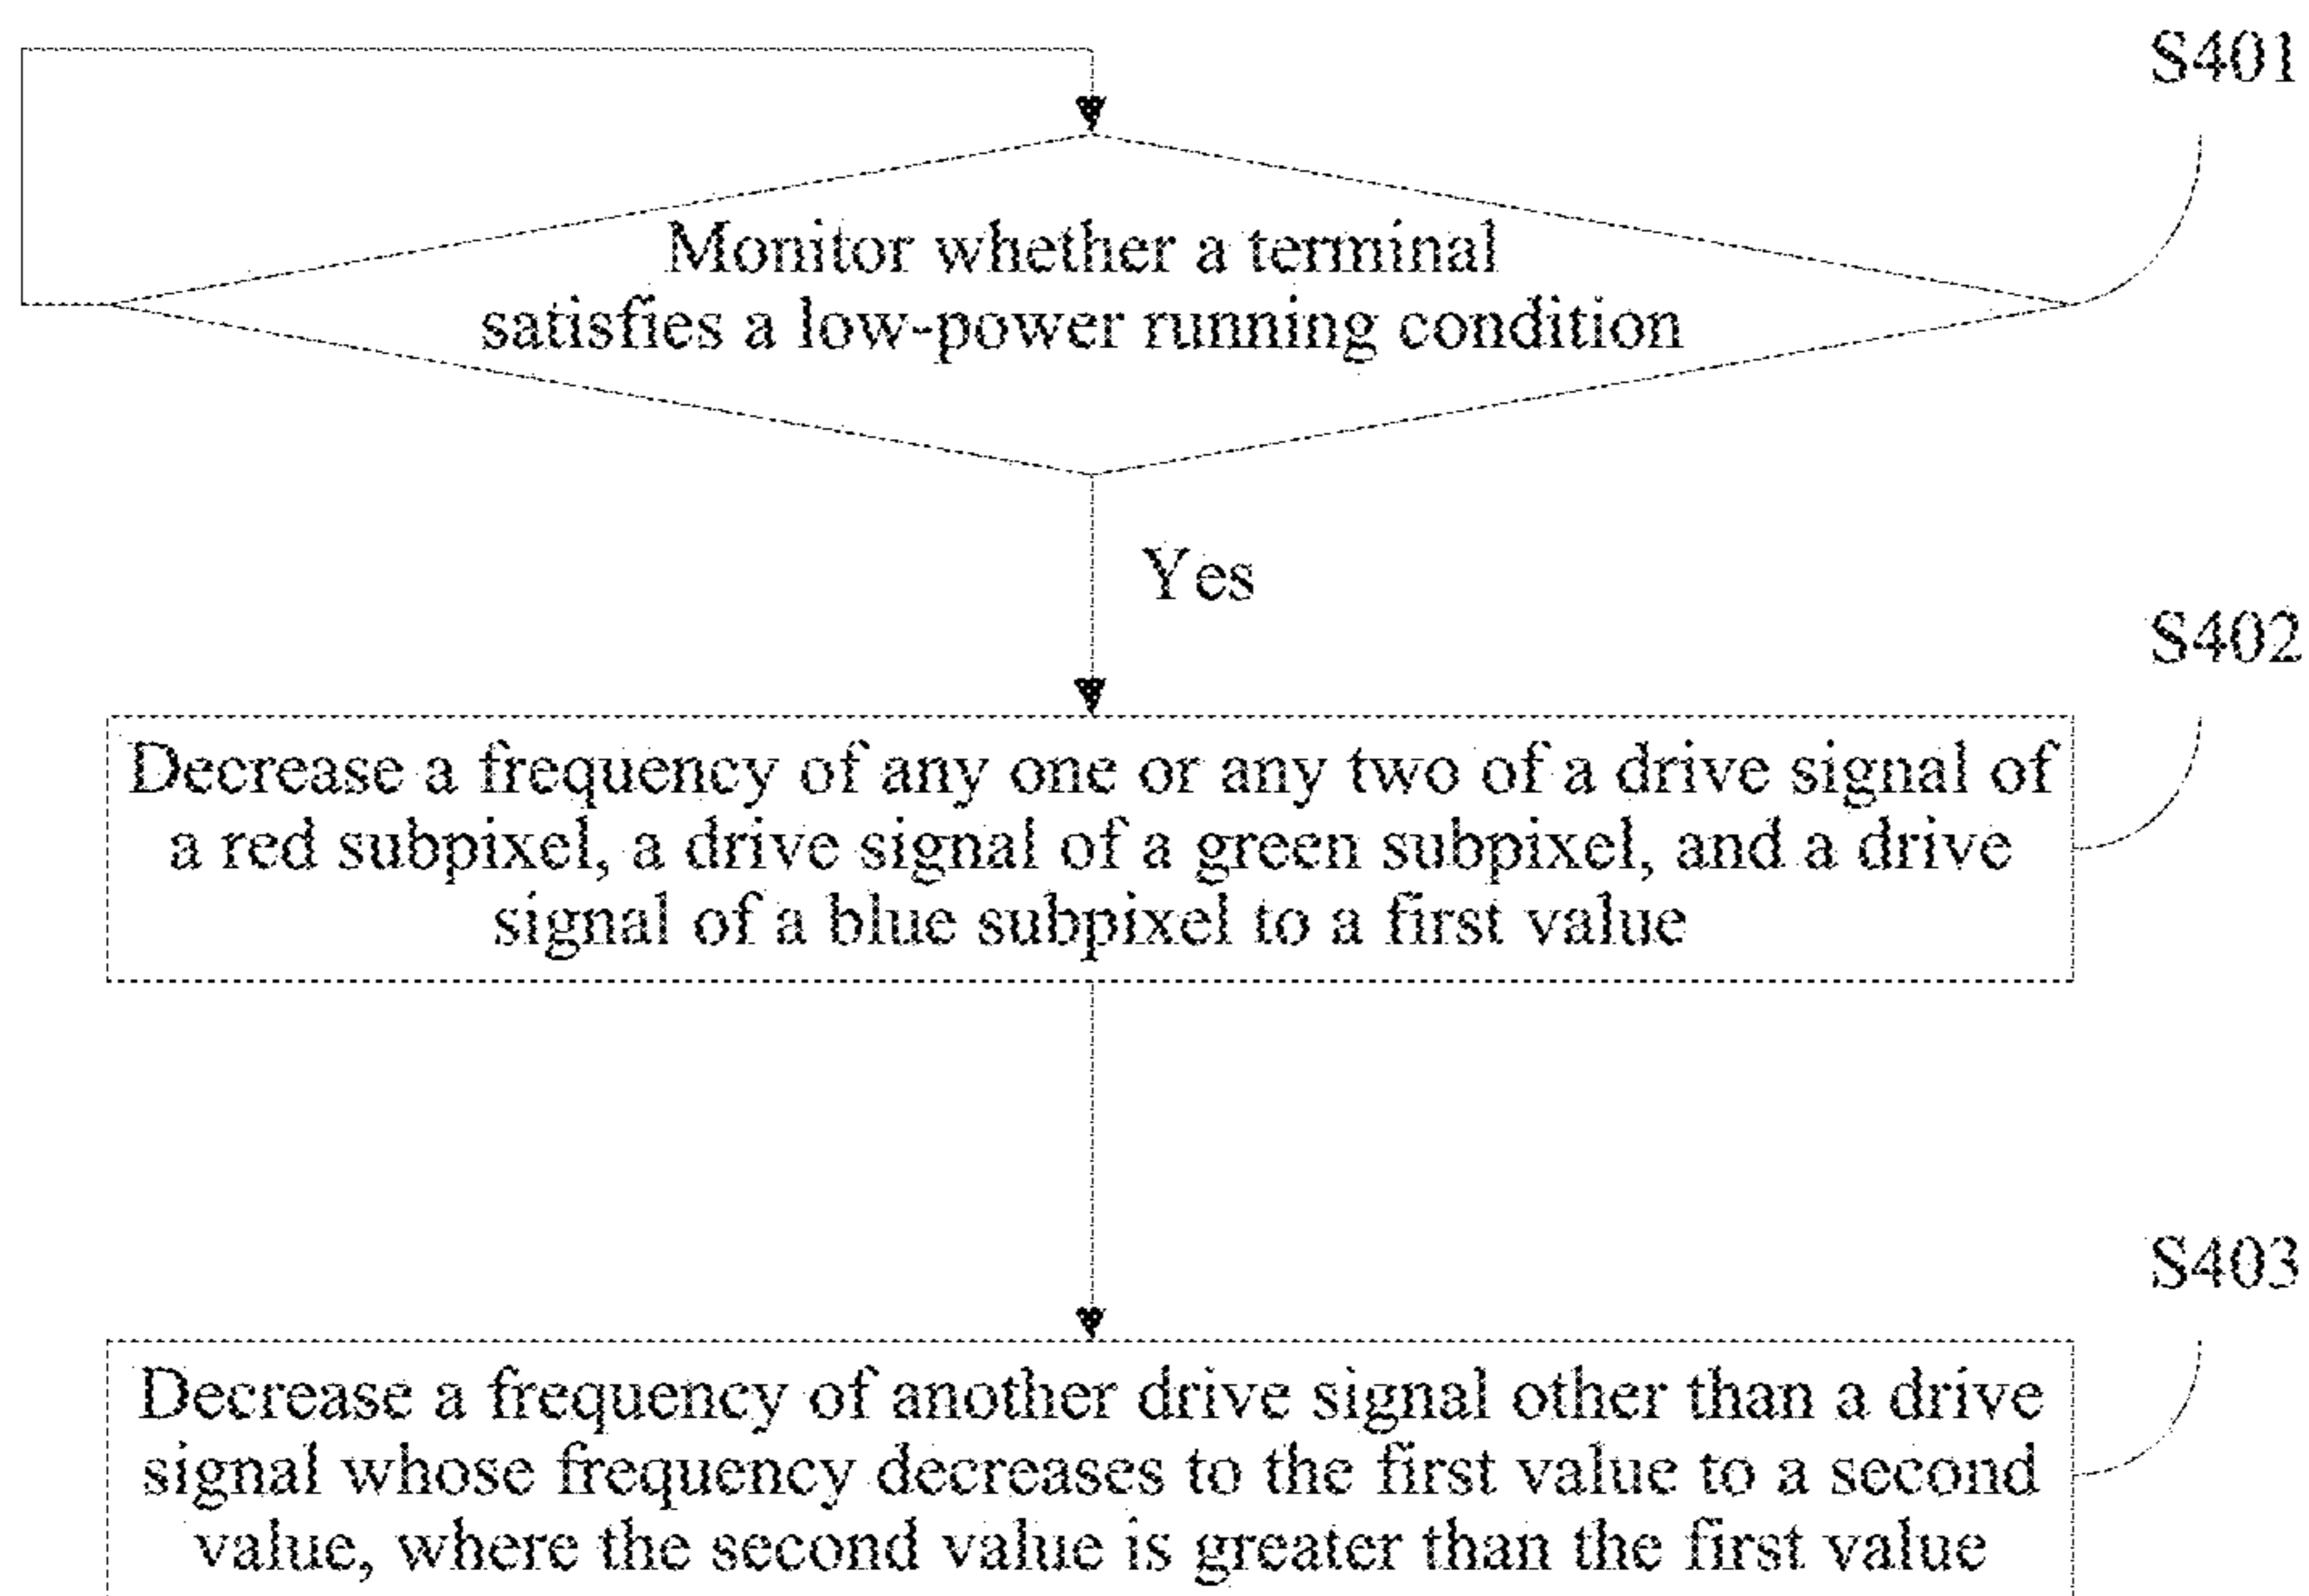 S401
Monitor whether a terminal
satisfies a low-power running condition
Yes
S402
Decrease a frequency of any one or any two of a drive signal of
a red subpixel, a drive signal of a green subpixel, and a drive
signal of a blue subpixel to a first value
S403
Decrease a frequency of another drive signal other than a drive
signal whose frequency decreases to the first value to a second
value, where the second value is greater than the first value